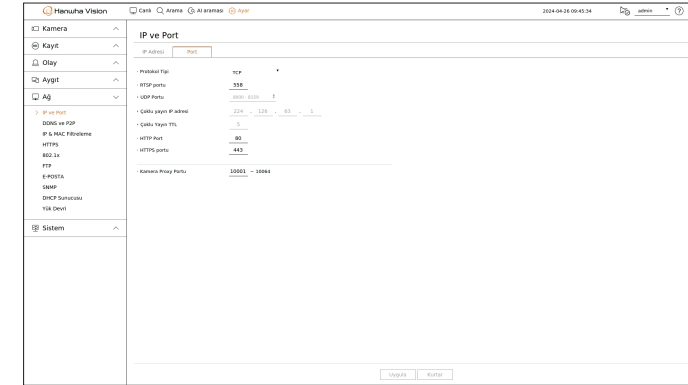 Hanwha Vision
Canlı Arama AI araması Ayar
2024-04-26 09:45:34
admin
Kamera
Kayıt
Olay
Aygıt
Ağ
IP ve Port
DDNS ve P2P
IP & MAC Filtreleme
HTTPS
802.1x
FTP
E-POSTA
SNMP
DHCP Sunucusu
Yük Devri
Sistem
IP ve Port
IP Adresi Port
Protokol Tipi TCP
RTSP portu 558
UDP Portu
Çoklu yayın IP adresi 224 . 126 . 63 . 1
Çoklu Yayın TTL 5
HTTP Port 80
HTTPS portu 443
Kamera Proxy Portu 10001 ~ 10064
Uygula Kurtar